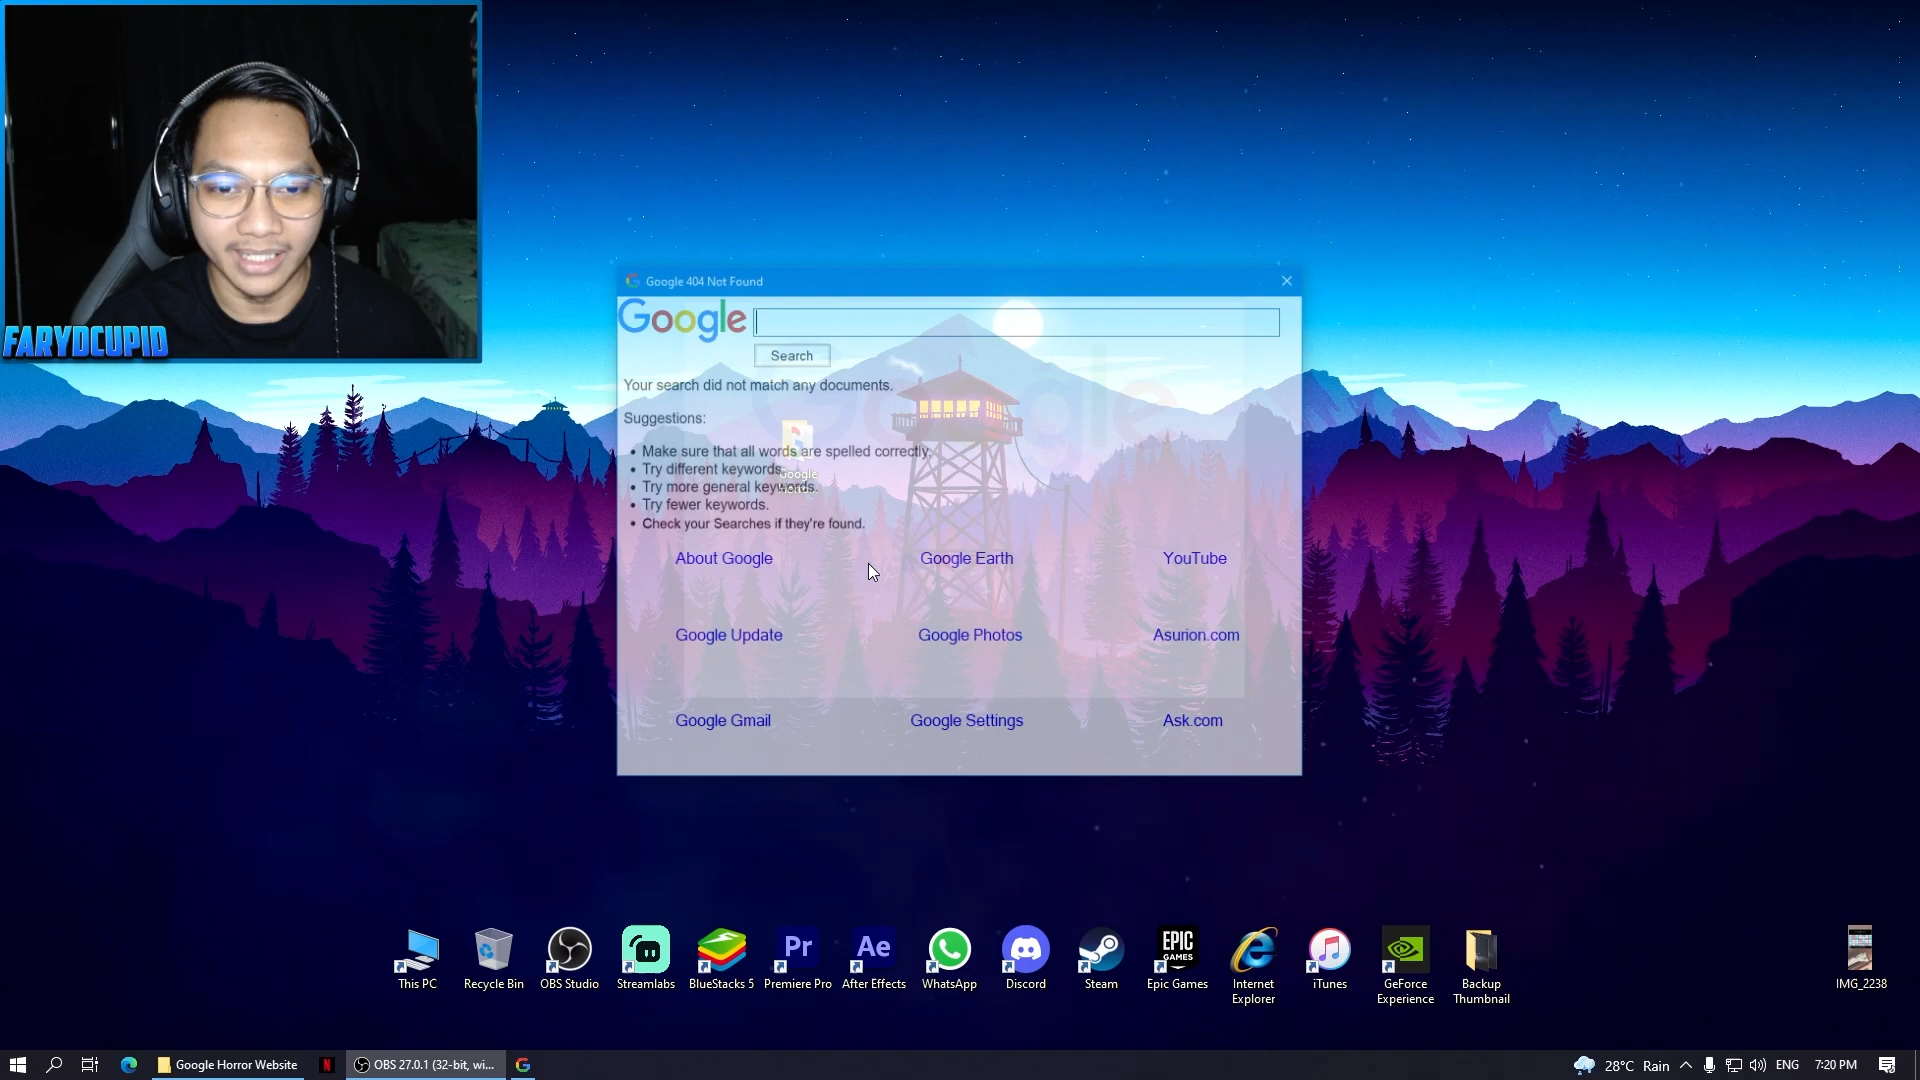 FARYDCUPID
Google 404 Not Found
Google
Search
Your search did not match any documents.
Suggestions:
Make sure that all words are spelled correctly.
Try different keywords.
Google
Try more general keywords.
Try fewer keywords.
Check your Searches if they're found.
About Google
Google Earth
YouTube
Google Update
Google Photos
Asurion.com
Google Gmail
Google Settings
Ask.com
This PC
Recycle Bin
OBS Studio
Streamlabs
BlueStacks 5
Pr
Premiere Pro
Ae
After Effects
WhatsApp
Discord
Steam
EPIC
GAMES
Epic Games
Internet
Explorer
iTunes
GeForce
Experience
Backup
Thumbnail
IMG_2238
Google Horror Website
N
OBS 27.0.1 (32-bit, wi...
28°C Rain
ENG
7:20 PM